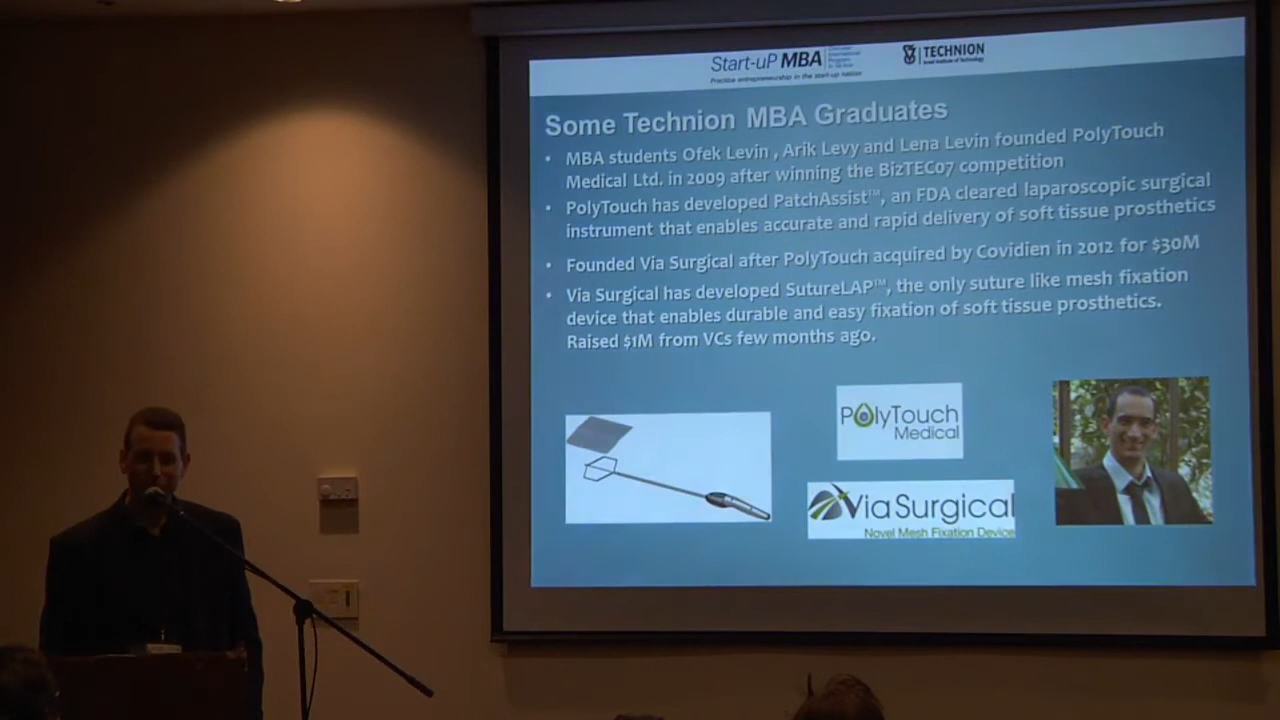 Start-uP MBA
Practice entrepreneurship in the start-up nation
TECHNION
Israel Institute of Technology
Some Technion MBA Graduates
• MBA students Ofek Levin , Arik Levy and Lena Levin founded PolyTouch
Medical Ltd. in 2009 after winning the BizTEC07 competition
• PolyTouch has developed PatchAssist™, an FDA cleared laparoscopic surgical
instrument that enables accurate and rapid delivery of soft tissue prosthetics
• Founded Via Surgical after PolyTouch acquired by Covidien in 2012 for $30M
• Via Surgical has developed SutureLAP™, the only suture like mesh fixation
device that enables durable and easy fixation of soft tissue prosthetics.
Raised $1M from VCs few months ago.
PolyTouch
Medical
Via Surgical
Novel Mesh Fixation Device